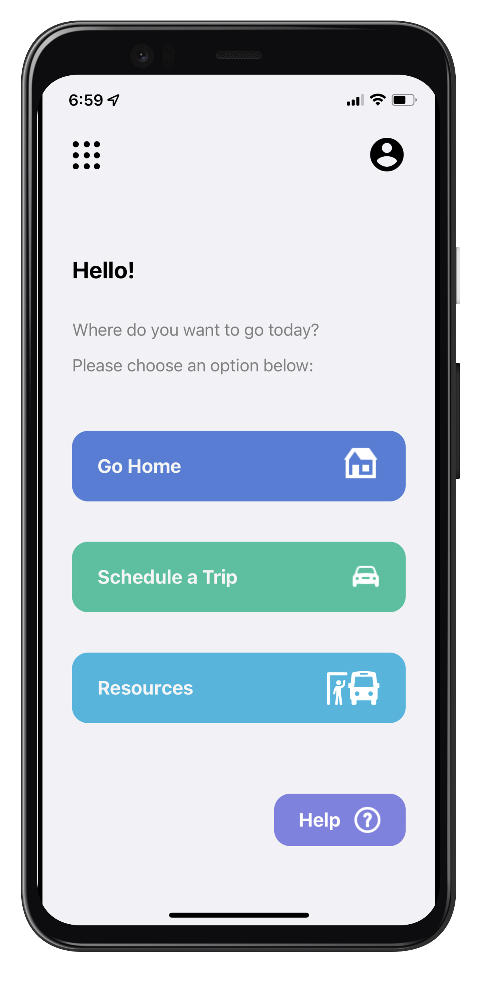 6:59
Hello!
Where do you want to go today?
Please choose an option below:
Go Home
Schedule a Trip
Resources
Help ?